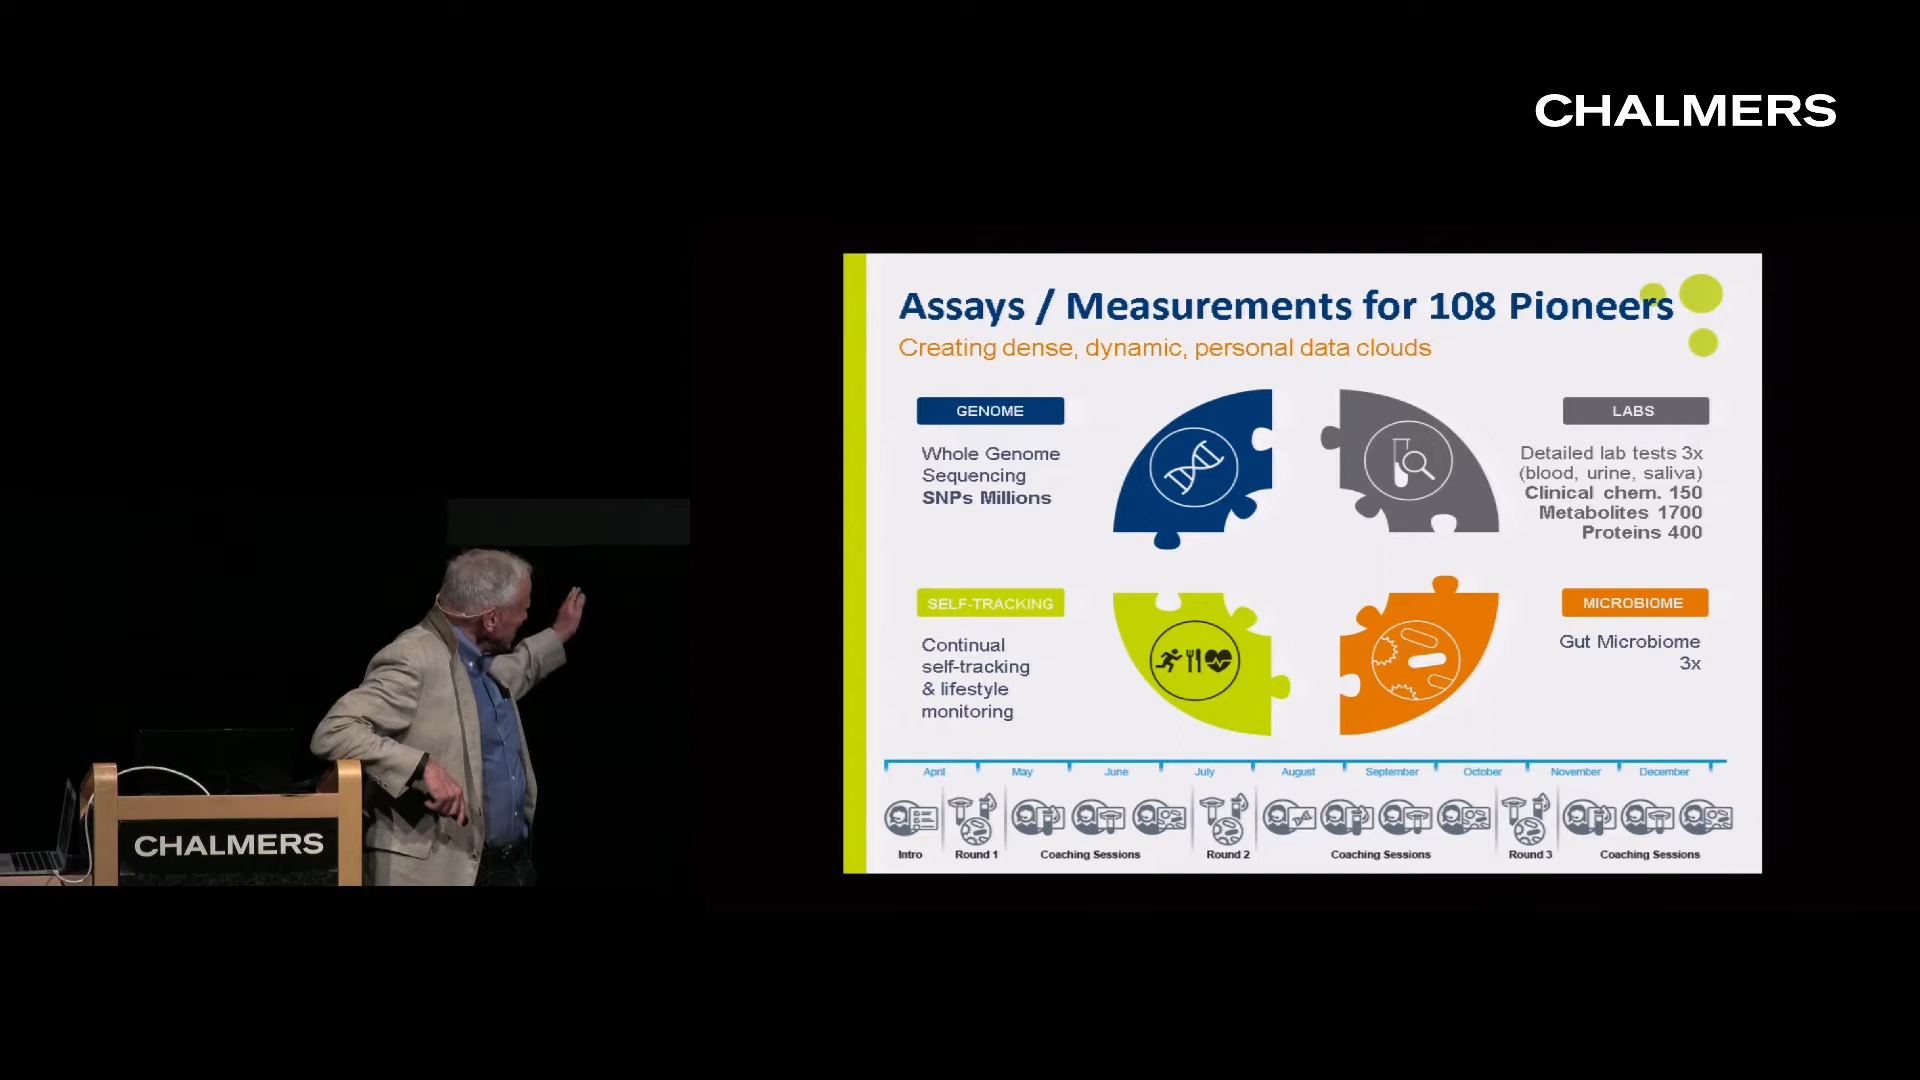 CHALMERS
Assays / Measurements for 108 Pioneers
Creating dense, dynamic, personal data clouds
GENOME
Whole Genome
Sequencing
SNPs Millions
LABS
Detailed lab tests 3x
(blood, urine, saliva)
Clinical chem. 150
Metabolites 1700
Proteins 400
SELF-TRACKING
Continual
self-tracking
& lifestyle
monitoring
MICROBIOME
Gut Microbiome
3x
April May June July August September October November December
Intro Round 1 Coaching Sessions Round 2 Coaching Sessions Round 3 Coaching Sessions
CHALMERS